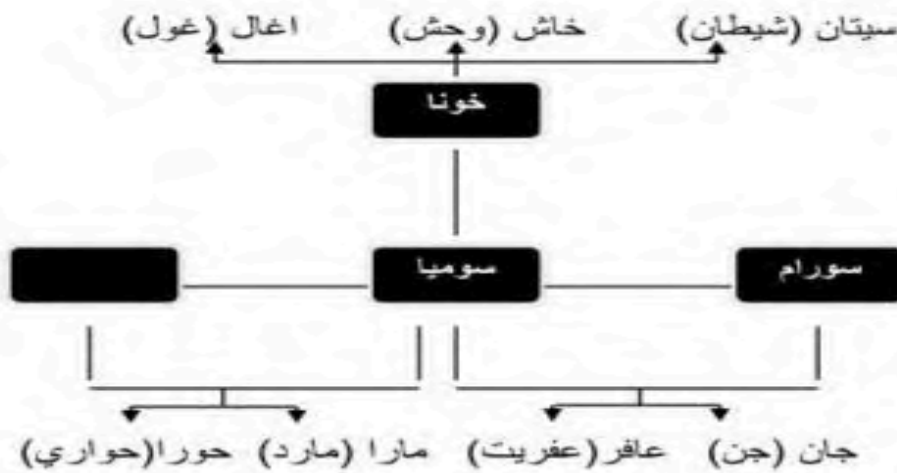 سيتان (شيطان) خاش (وحش) اغال (غول)
خونا
سورام سوميا
جان (جن) عافر (عفريت) مارا (مارد) حورا(حواري)